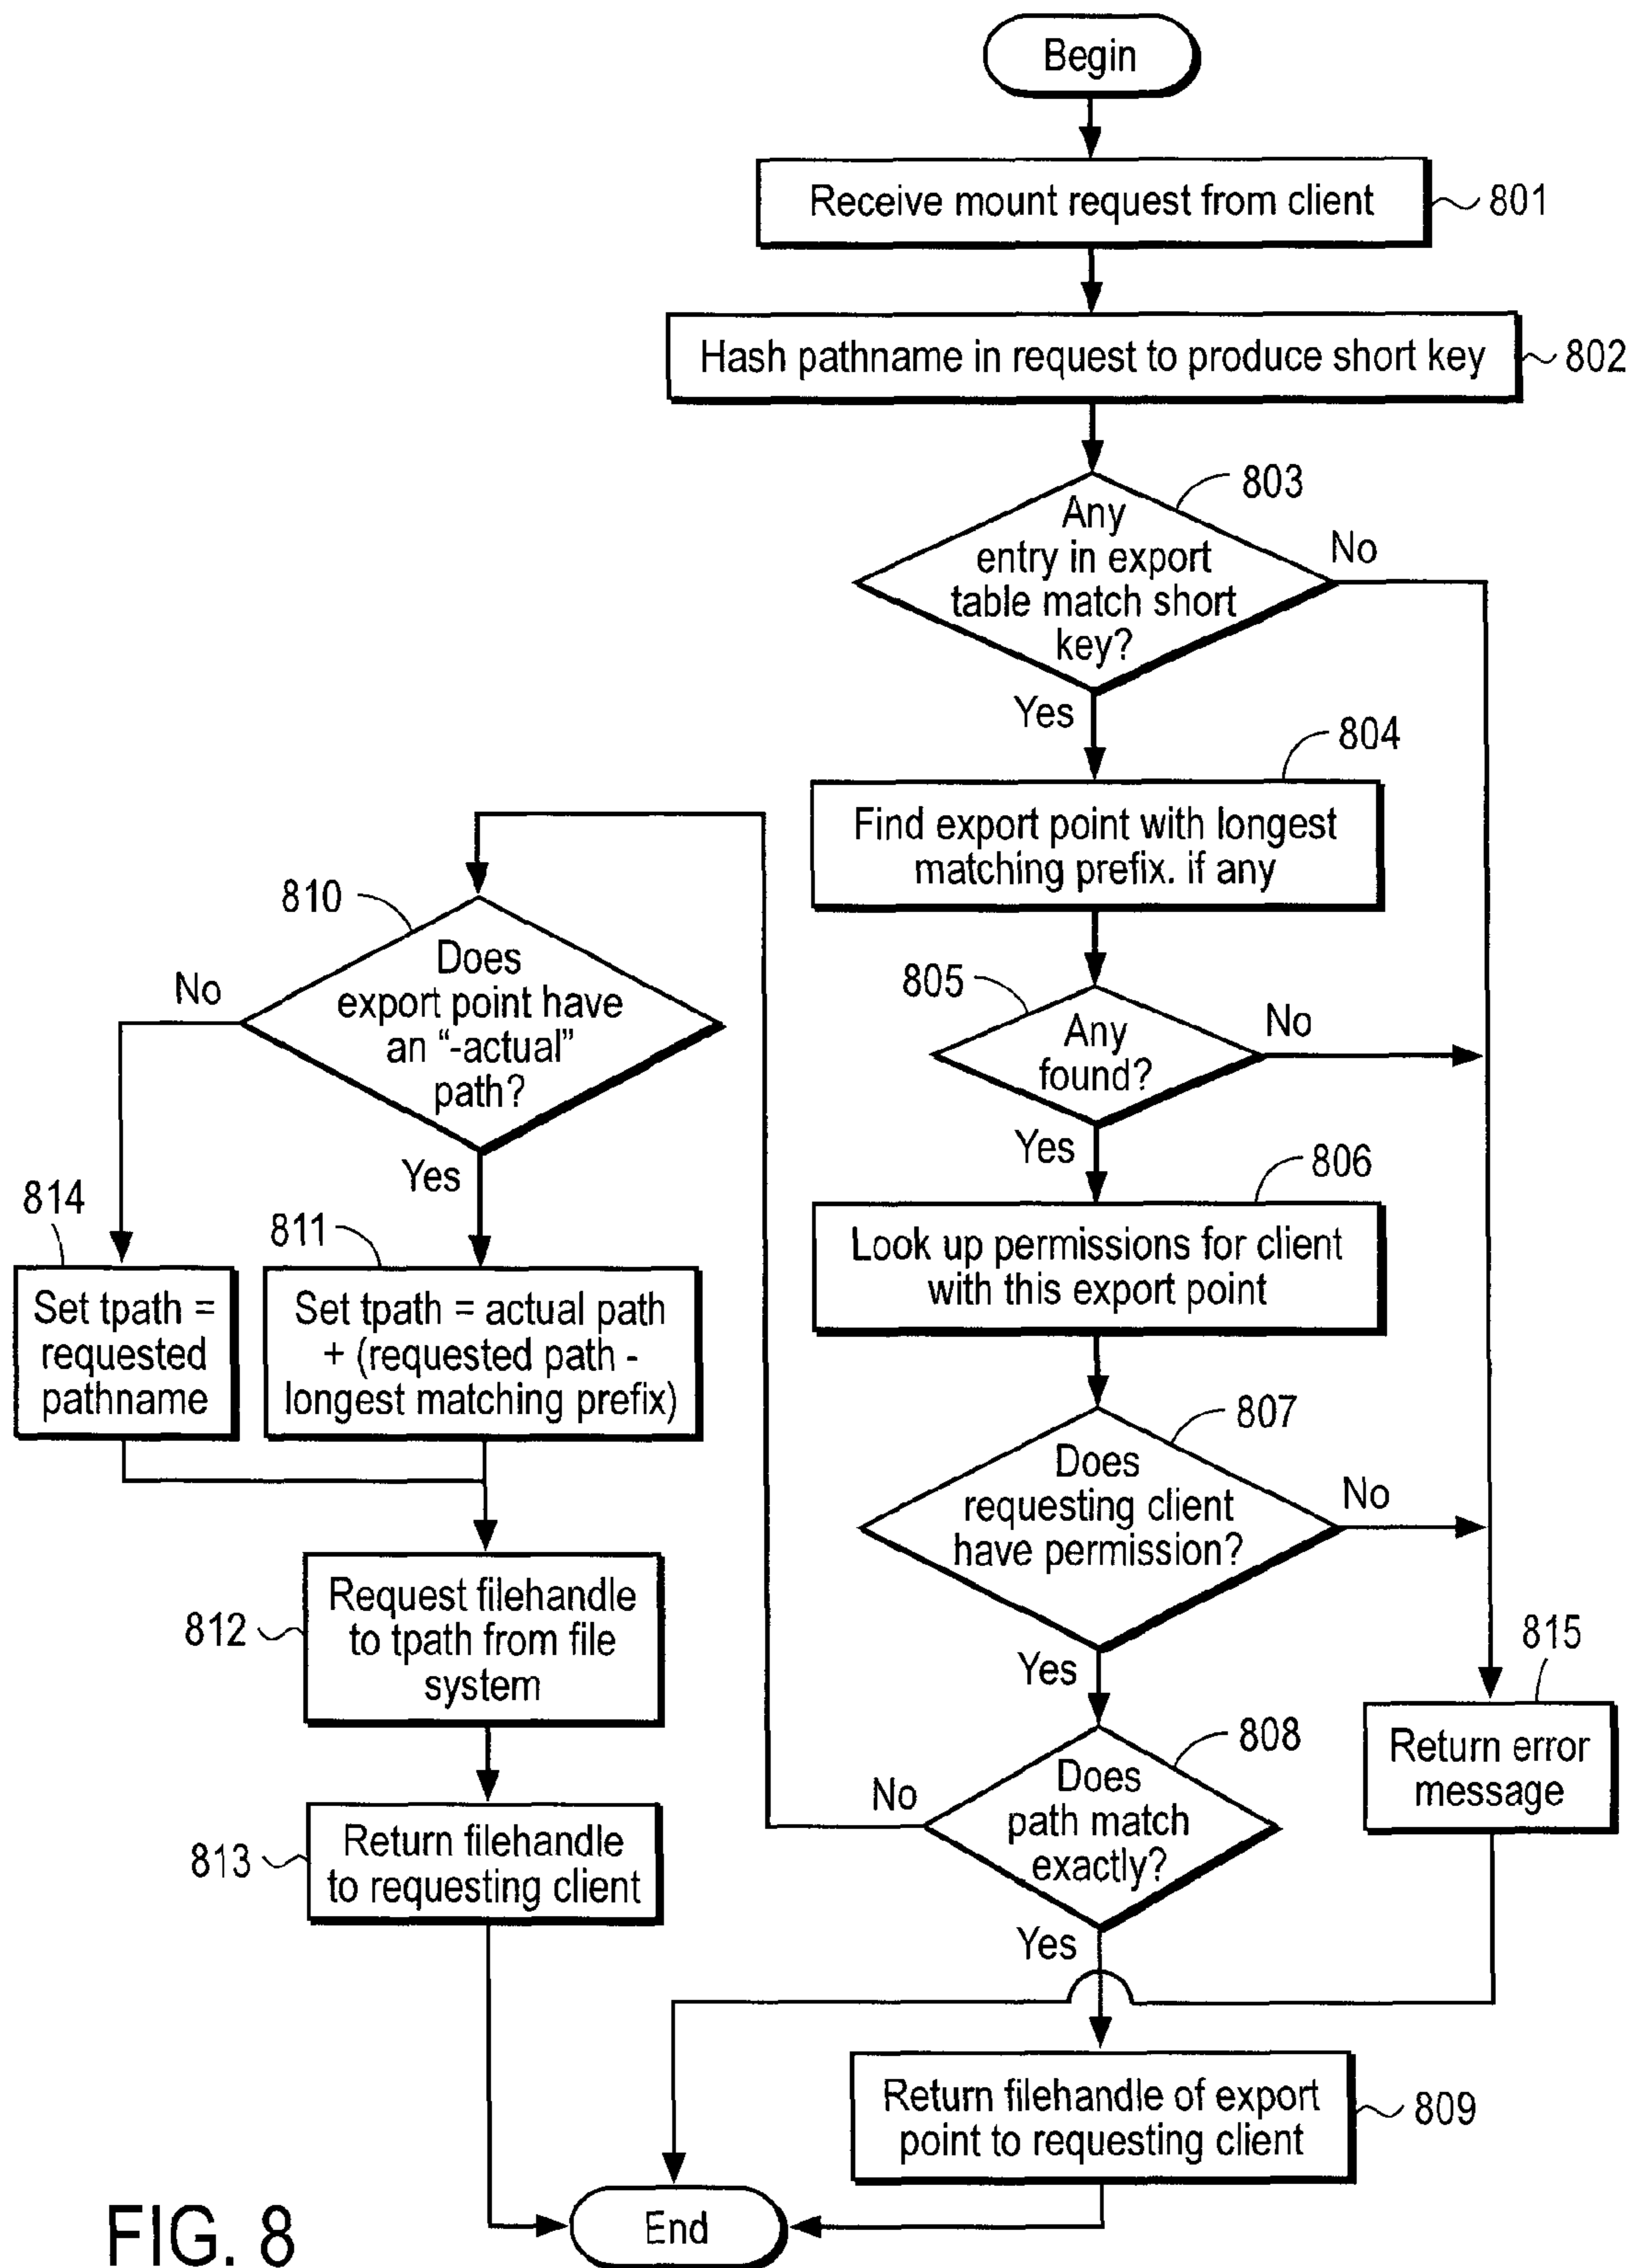 Begin
Receive mount request from client
801
Hash pathname in request to produce short key
802
803
Any
entry in export
table match short
key?
No
Yes
804
Find export point with longest
matching prefix. if any
805
Any
found?
No
Yes
806
Look up permissions for client
with this export point
807
Does
requesting client
have permission?
No
Yes
808
Does
path match
exactly?
No
Yes
Return filehandle of export
point to requesting client
809
810
Does
export point have
an “-actual”
path?
No
Yes
814
Set tpath =
requested
pathname
811
Set tpath = actual path
+ (requested path -
longest matching prefix)
812
Request filehandle
to tpath from file
system
813
Return filehandle
to requesting client
815
Return error
message
End
FIG. 8